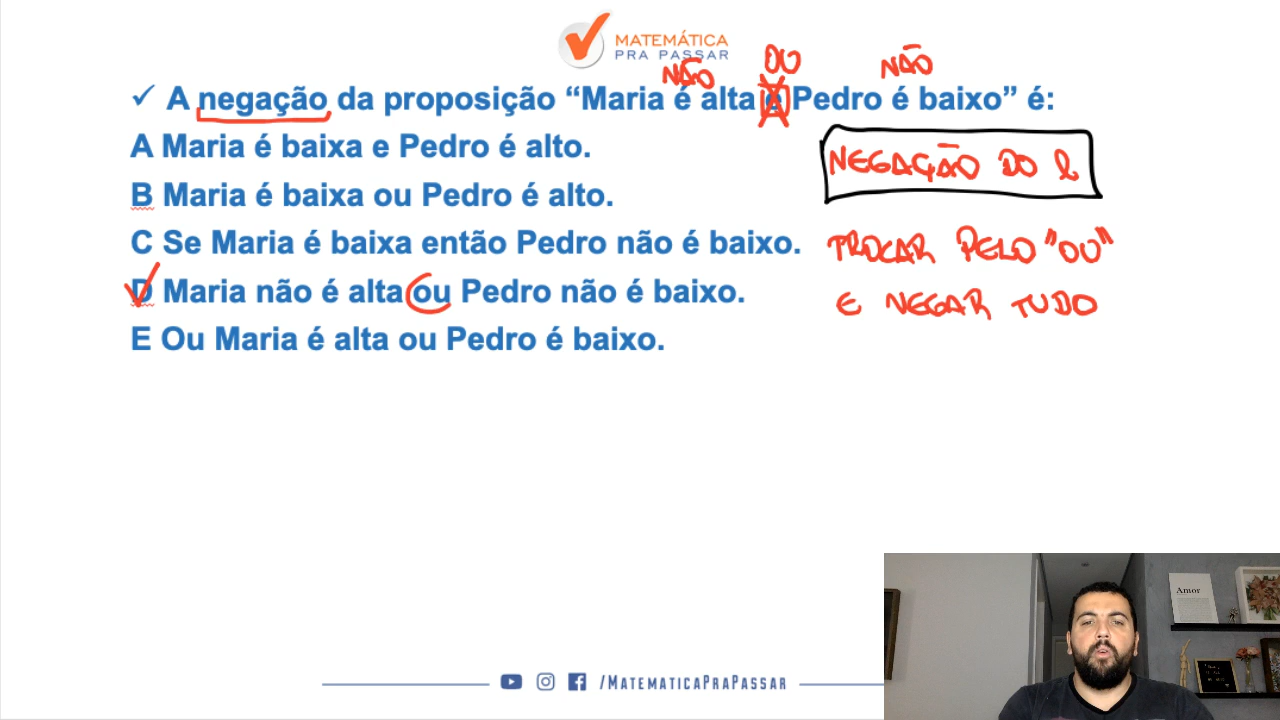 MATEMÁTICA
PRA PASSAR
NÃO OU NÃO
✓ A negação da proposição “Maria é alta e Pedro é baixo” é:
A Maria é baixa e Pedro é alto.
B Maria é baixa ou Pedro é alto.
C Se Maria é baixa então Pedro não é baixo.
D Maria não é alta ou Pedro não é baixo.
E Ou Maria é alta ou Pedro é baixo.
NEGAÇÃO DO e
TROCAR PELO "OU"
E NEGAR TUDO
Amor
/MATEMATICAPRAPASSAR